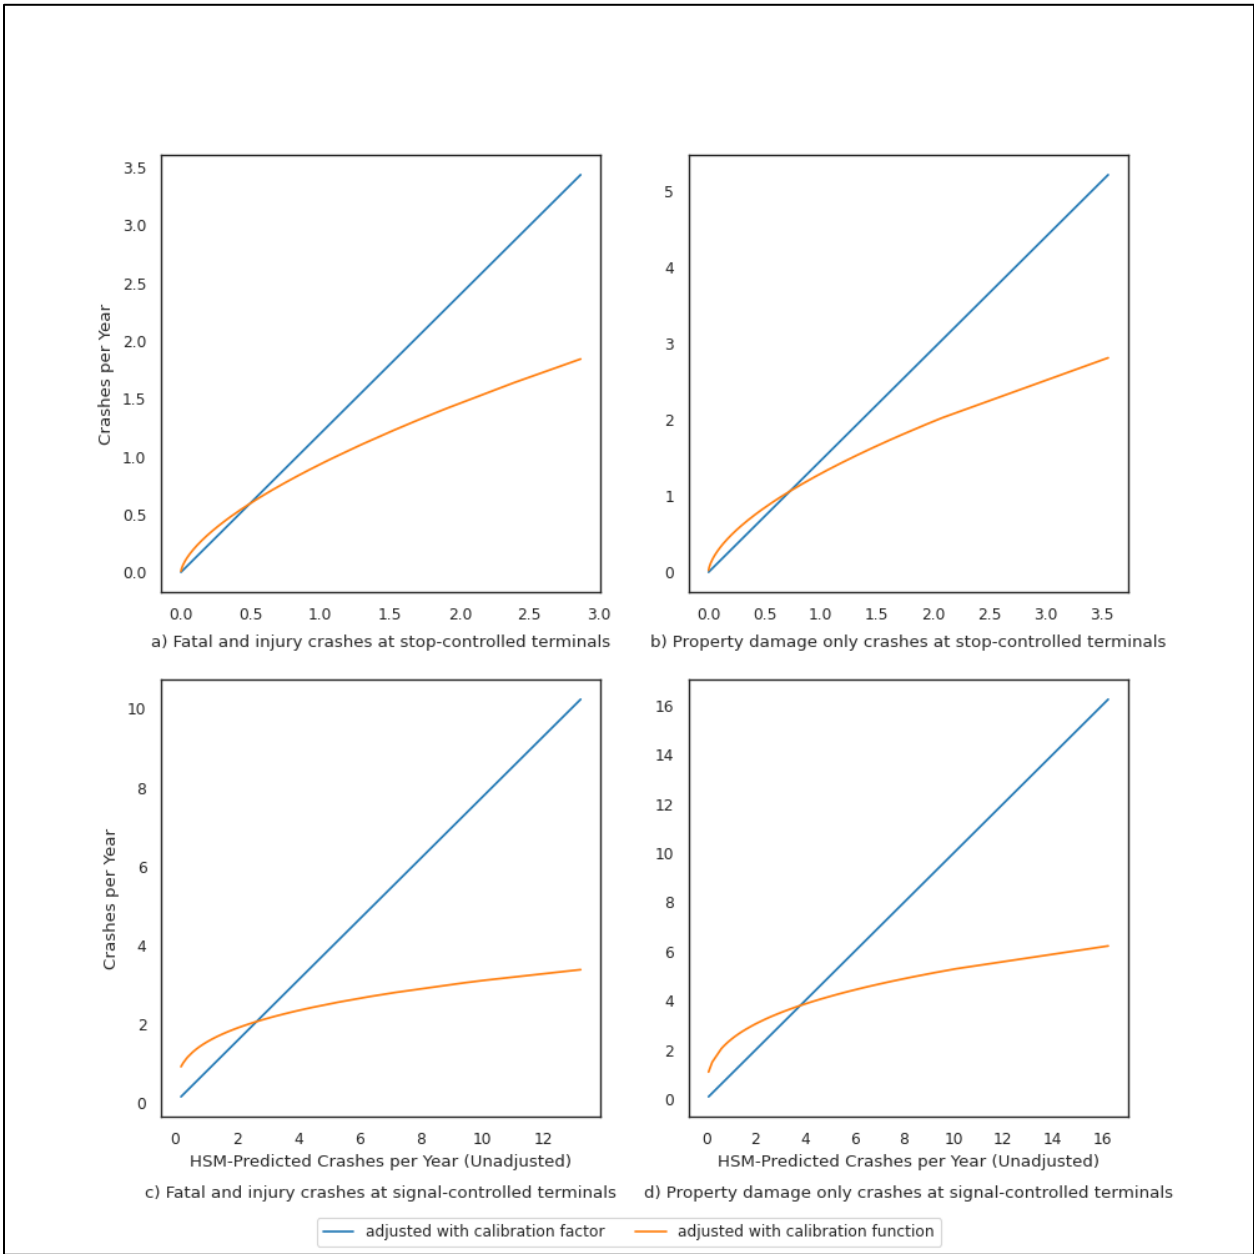 3.5
3.0
2.5
2.0
1.5
1.0
0.5
0.0
Crashes per Year
0.0 0.5 1.0 1.5 2.0 2.5 3.0
a) Fatal and injury crashes at stop-controlled terminals
5
4
3
2
1
0
0.0 0.5 1.0 1.5 2.0 2.5 3.0 3.5
b) Property damage only crashes at stop-controlled terminals
10
8
6
4
2
0
Crashes per Year
0 2 4 6 8 10 12
HSM-Predicted Crashes per Year (Unadjusted)
c) Fatal and injury crashes at signal-controlled terminals
16
14
12
10
8
6
4
2
0
0 2 4 6 8 10 12 14 16
HSM-Predicted Crashes per Year (Unadjusted)
d) Property damage only crashes at signal-controlled terminals
adjusted with calibration factor
adjusted with calibration function